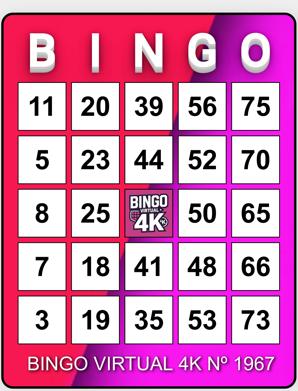 B I N G O
11 20 39 56 75
5 23 44 52 70
8 25 BINGO VIRTUAL 4K 50 65
7 18 41 48 66
3 19 35 53 73
BINGO VIRTUAL 4K Nº 1967